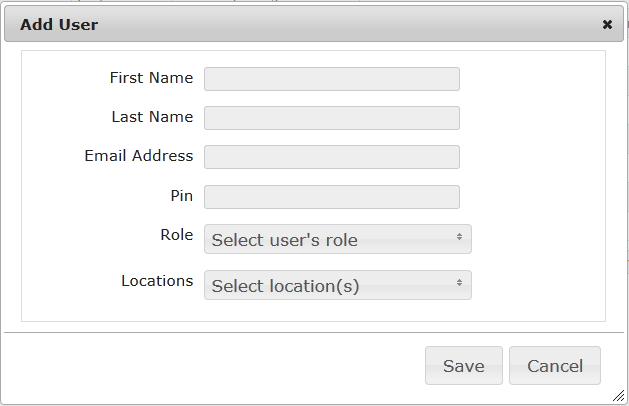 Add User
First Name
Last Name
Email Address
Pin
Role Select user's role
Locations Select location(s)
Save Cancel